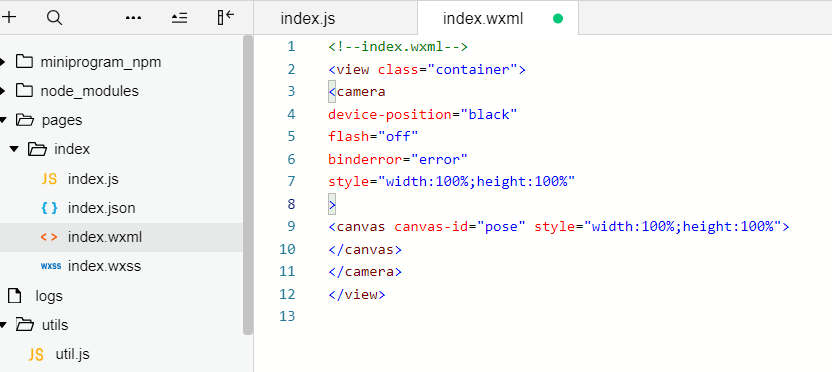 index.js
index.wxml
miniprogram_npm
node_modules
pages
index
JS index.js
{ } index.json
< > index.wxml
wxss index.wxss
logs
utils
JS util.js
1 <!--index.wxml-->
2 <view class="container">
3 <camera
4 device-position="black"
5 flash="off"
6 binderror="error"
7 style="width:100%;height:100%"
8 >
9 <canvas canvas-id="pose" style="width:100%;height:100%">
10 </canvas>
11 </camera>
12 </view>
13